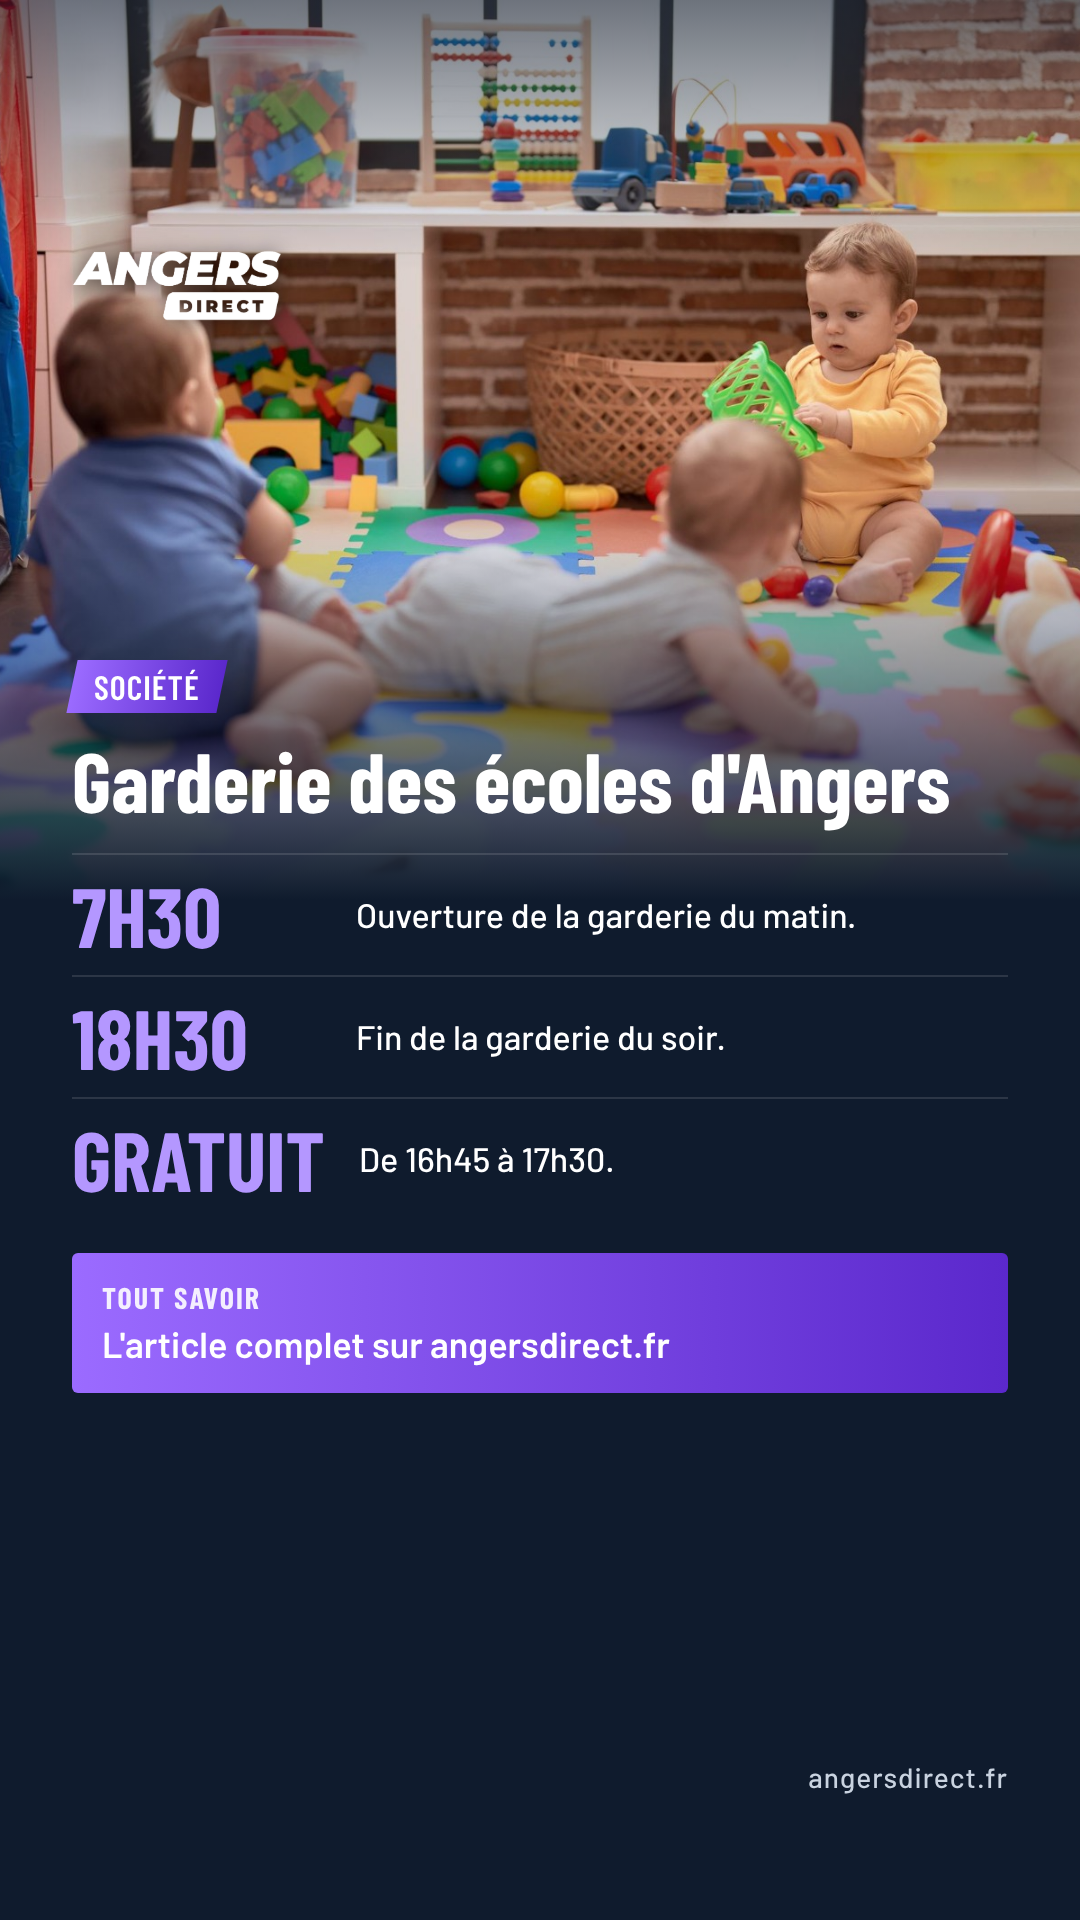 ANGERS
DIRECT
SOCIÉTÉ
Garderie des écoles d'Angers
7H30
Ouverture de la garderie du matin.
18H30
Fin de la garderie du soir.
GRATUIT
De 16h45 à 17h30.
TOUT SAVOIR
L'article complet sur angersdirect.fr
angersdirect.fr